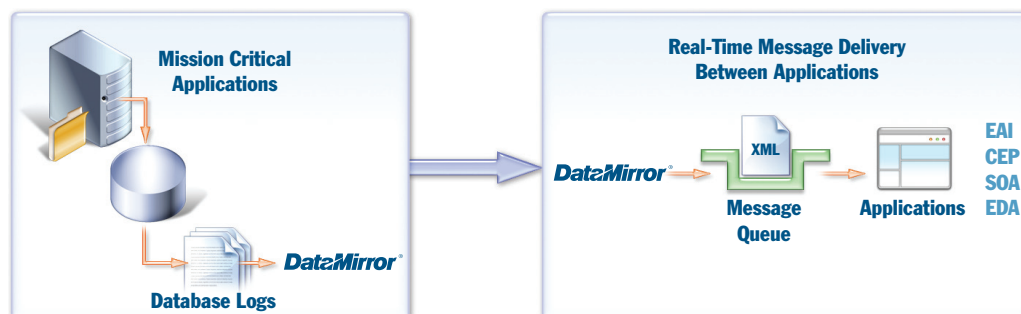 Mission Critical
Applications
DataMirror®
Database Logs
Real-Time Message Delivery
Between Applications
DataMirror®
XML
Message
Queue
Applications
EAI
CEP
SOA
EDA